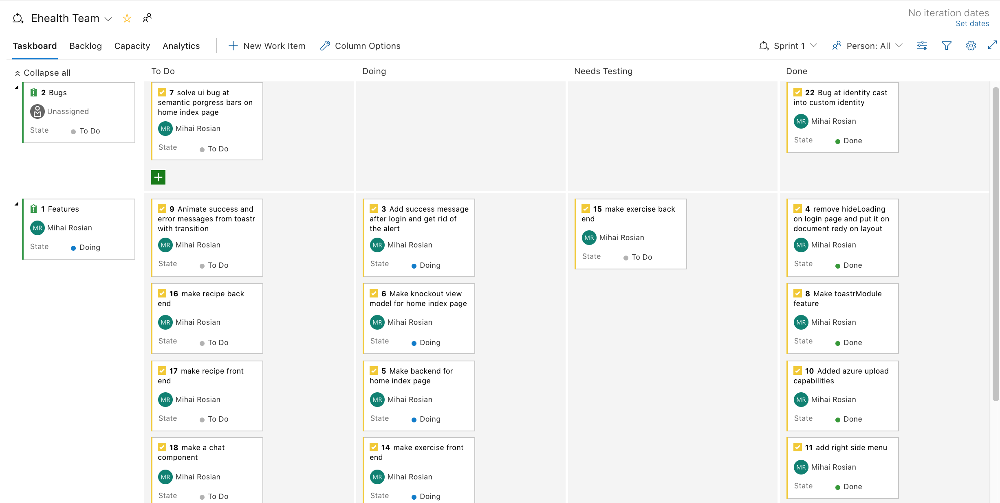 Ehealth Team
No iteration dates
Set dates
Taskboard
Backlog
Capacity
Analytics
New Work Item
Column Options
Sprint 1
Person: All
Collapse all
To Do
Doing
Needs Testing
Done
2 Bugs
Unassigned
State To Do
7 solve ui bug at
semantic porgress bars on
home index page
MR Mihai Rosian
State To Do
22 Bug at identity cast
into custom identity
MR Mihai Rosian
State Done
1 Features
MR Mihai Rosian
State Doing
9 Animate success and
error messages from toastr
with transition
MR Mihai Rosian
State To Do
16 make recipe back
end
MR Mihai Rosian
State To Do
17 make recipe front
end
MR Mihai Rosian
State To Do
18 make a chat
component
MR Mihai Rosian
State To Do
3 Add success message
after login and get rid of
the alert
MR Mihai Rosian
State Doing
6 Make knockout view
model for home index page
MR Mihai Rosian
State Doing
5 Make backend for
home index page
MR Mihai Rosian
State Doing
14 make exercise front
end
MR Mihai Rosian
State Doing
15 make exercise back
end
MR Mihai Rosian
State To Do
4 remove hideLoading
on login page and put it on
document redy on layout
MR Mihai Rosian
State Done
8 Make toastrModule
feature
MR Mihai Rosian
State Done
10 Added azure upload
capabilities
MR Mihai Rosian
State Done
11 add right side menu
MR Mihai Rosian
State Done